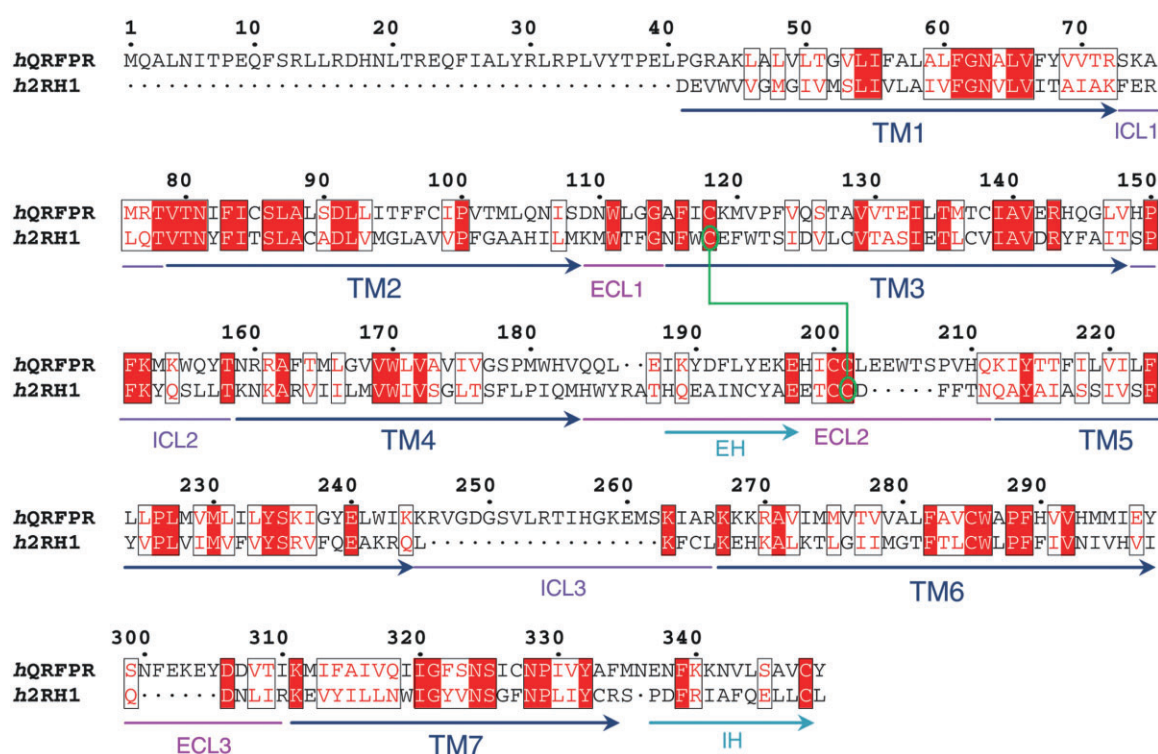 1 10 20 30 40 50 60 70
hQRFPR MQALNITPEQFSRLLRDHNLTREQFIALYRLRPLVYTPELPGRAKLALVLTGVLIFALALFGNALVFYVVTRSKA
h2RH1 ········································DEVWVVGMGIVMSLIVLAIVFGNVLVITAIAKFER
TM1 ICL1
80 90 100 110 120 130 140 150
hQRFPR MRTVTNIFICSLALSDLLITFFCIPVTMLQNISDNWLGGAFICKMVPFVQSTAVVTEILTMTCIAVERHQGLVHP
h2RH1 LQTVTNYFITSLACADLVMGLAVVPFGAAHILMKMWTFGNFWCEFWTSIDVLCVTASIETLCVIAVDRYFAITSP
TM2 ECL1 TM3
160 170 180 190 200 210 220
hQRFPR FKMKWQYTNRRAFTMLGVVWLVAVIVGSPMWHVQQL··EIKYDFLYEKEHICCLEEWTSPVHQKIYTTFILVILF
h2RH1 FKYQSLLTKNKARVIILMVWIVSGLTSFLPIQMHWYRATHQEAINCYAEETCCD·····FFTNQAYAIASSIVSF
ICL2 TM4 EH ECL2 TM5
230 240 250 260 270 280 290
hQRFPR LLPLMVMLILYSKIGYELWIKKRVGDGSVLRTIHGKEMSKIARKKKRAVIMMVTVVALFAVCWAPFHVVHMMIEY
h2RH1 YVPLVIMVFVYSRVFQEAKRQL·················KFCLKEHKALKTLGIIMGTFTLCWLPFFIVNIVHVI
ICL3 TM6
300 310 320 330 340
hQRFPR SNFEKEYDDVTIKMIFAIVQIIGFSNSICNPIVYAFMNENFKKNVLSAVCY
h2RH1 Q······DNLIRKEVYILLNWIGYVNSGFNPLIYCRS·PDFRIAFQELLCL
ECL3 TM7 IH